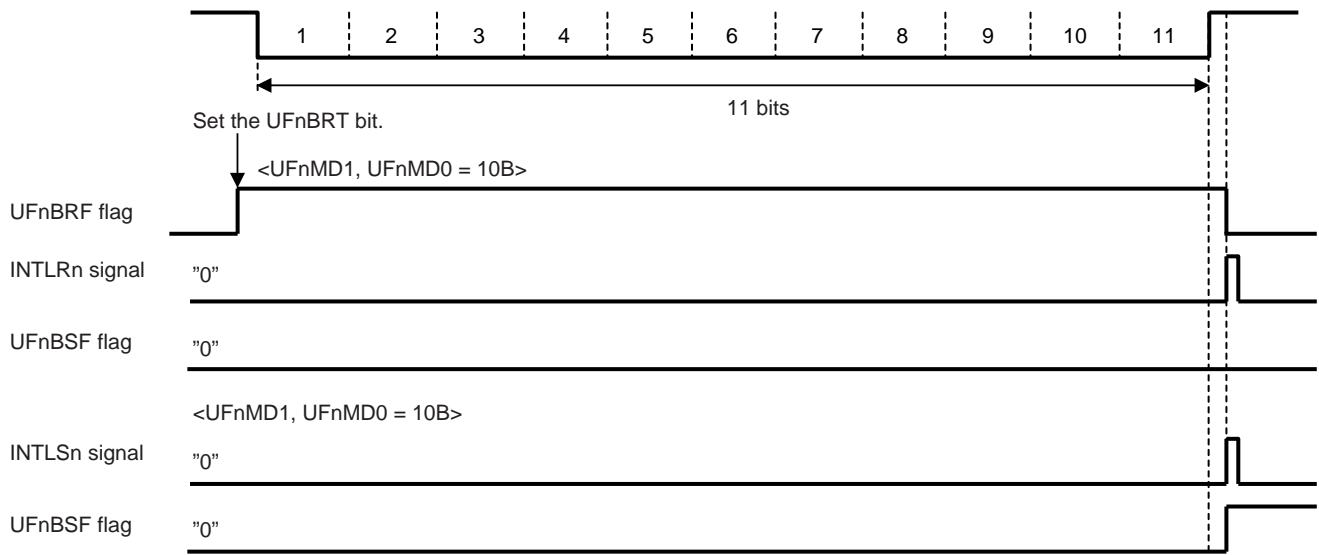 1 2 3 4 5 6 7 8 9 10 11
11 bits
Set the UFnBRT bit.
<UFnMD1, UFnMD0 = 10B>
UFnBRF flag
INTLRn signal ”0”
UFnBSF flag ”0”
<UFnMD1, UFnMD0 = 10B>
INTLSn signal ”0”
UFnBSF flag ”0”